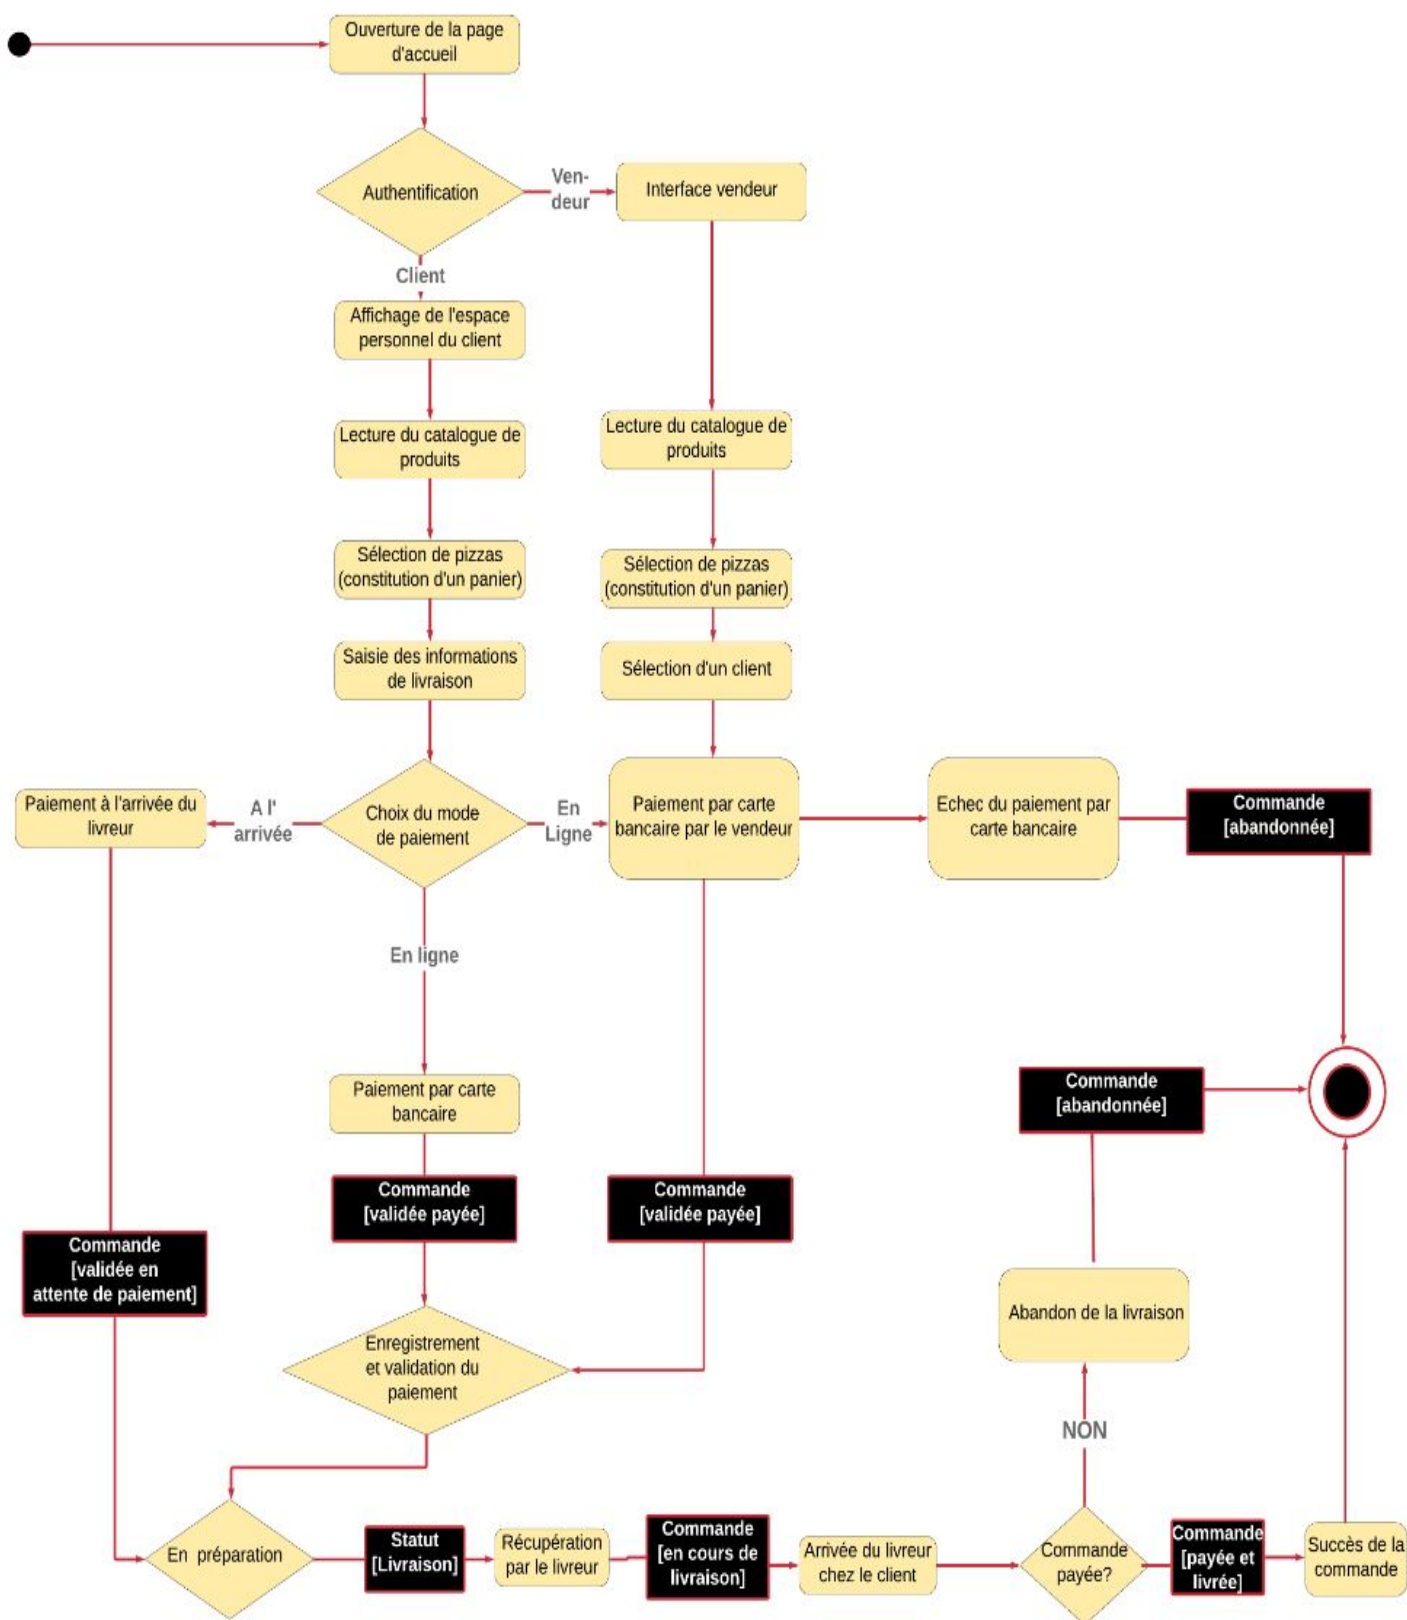 Ouverture de la page
d'accueil
Authentification
Ven-
deur
Interface vendeur
Client
Affichage de l'espace
personnel du client
Lecture du catalogue de
produits
Lecture du catalogue de
produits
Sélection de pizzas
(constitution d'un panier)
Sélection de pizzas
(constitution d'un panier)
Saisie des informations
de livraison
Sélection d'un client
Paiement à l'arrivée du
livreur
A l'
arrivée
Choix du mode
de paiement
En
Ligne
Paiement par carte
bancaire par le vendeur
Echec du paiement par
carte bancaire
Commande
[abandonnée]
En ligne
Paiement par carte
bancaire
Commande
[abandonnée]
Commande
[validée payée]
Commande
[validée payée]
Commande
[validée en
attente de paiement]
Abandon de la livraison
Enregistrement
et validation du
paiement
NON
En préparation
Statut
[Livraison]
Récupération
par le livreur
Commande
[en cours de
livraison]
Arrivée du livreur
chez le client
Commande
payée?
Commande
[payée et
livrée]
Succès de la
commande